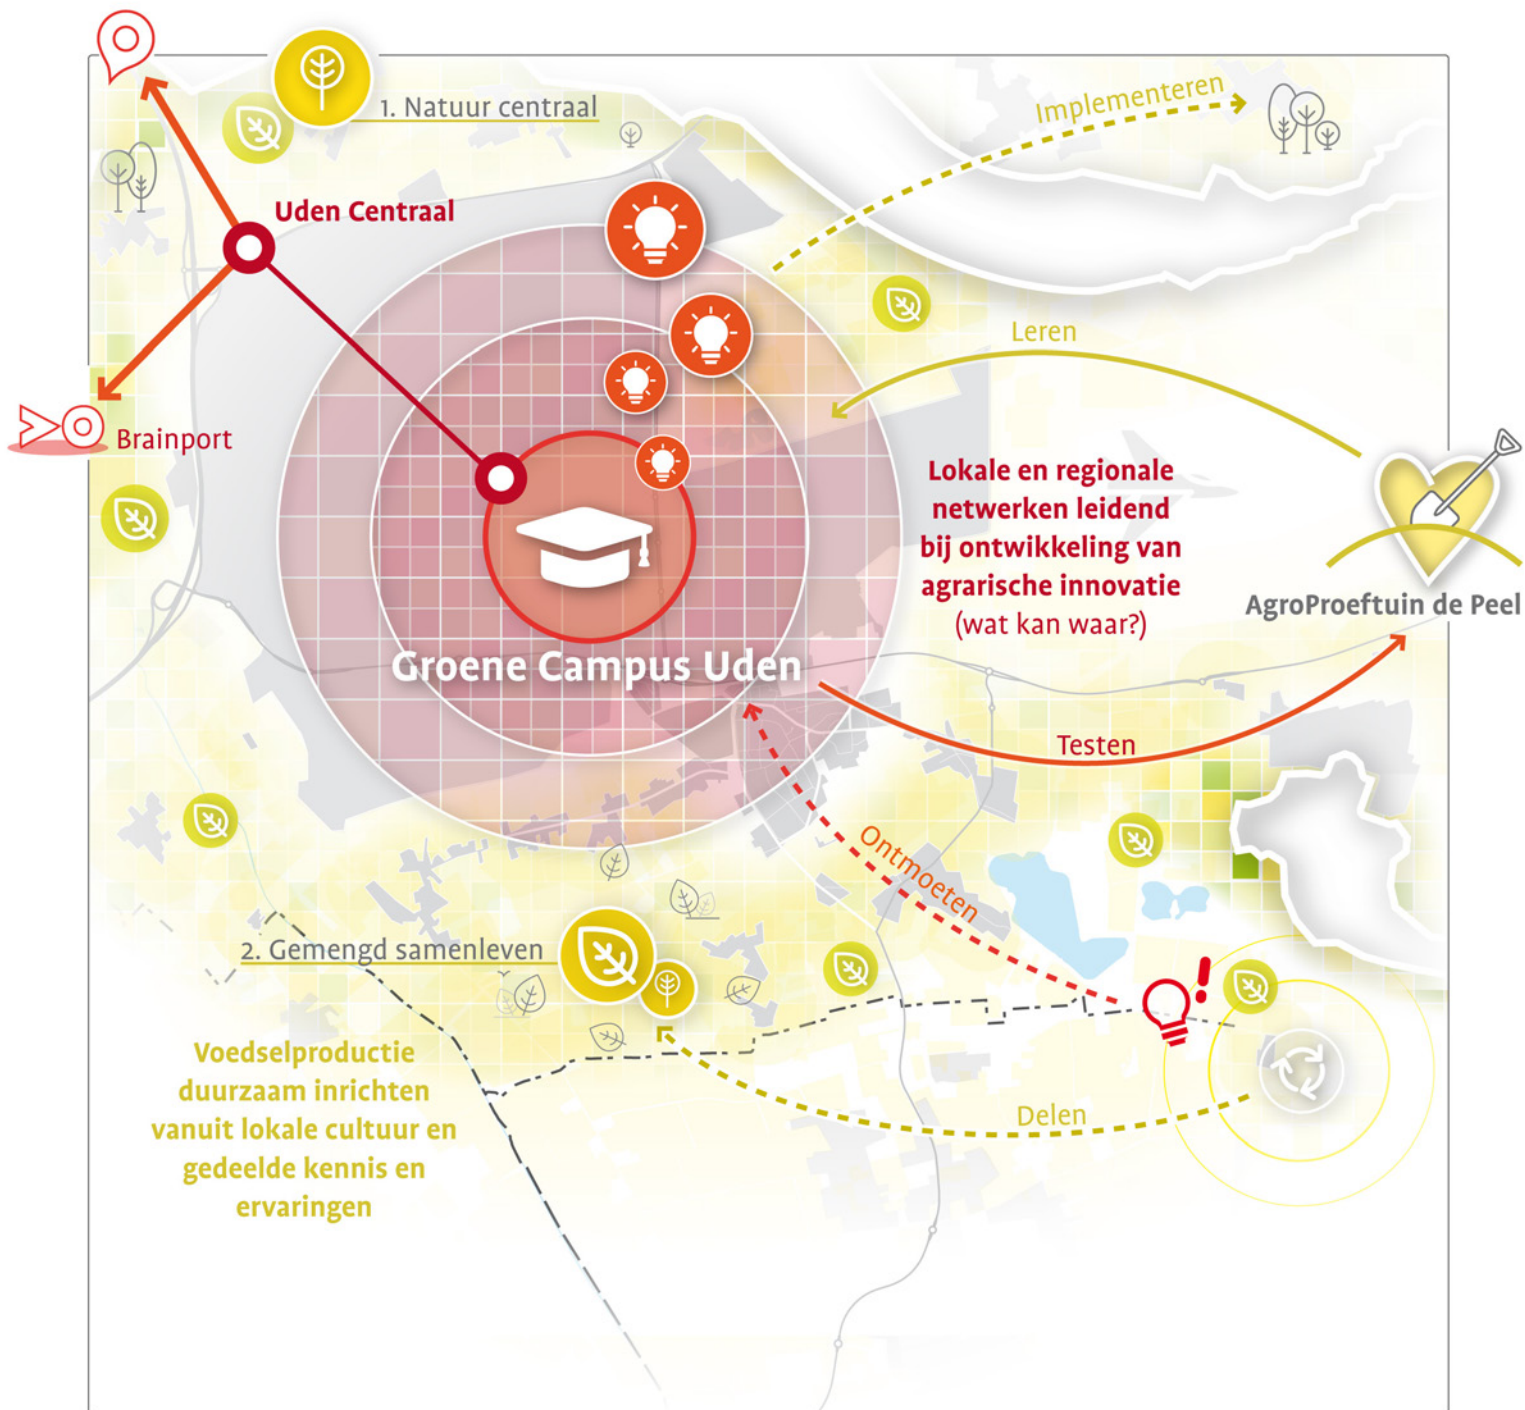 1. Natuur centraal
Implementeren
Uden Centraal
Leren
Brainport
Lokale en regionale
netwerken leidend
bij ontwikkeling van
agrarische innovatie
(wat kan waar?)
AgroProeftuin de Peel
Groene Campus Uden
Testen
Ontmoeten
2. Gemengd samenleven
Voedselproductie
duurzaam inrichten
vanuit lokale cultuur en
gedeelde kennis en
ervaringen
Delen